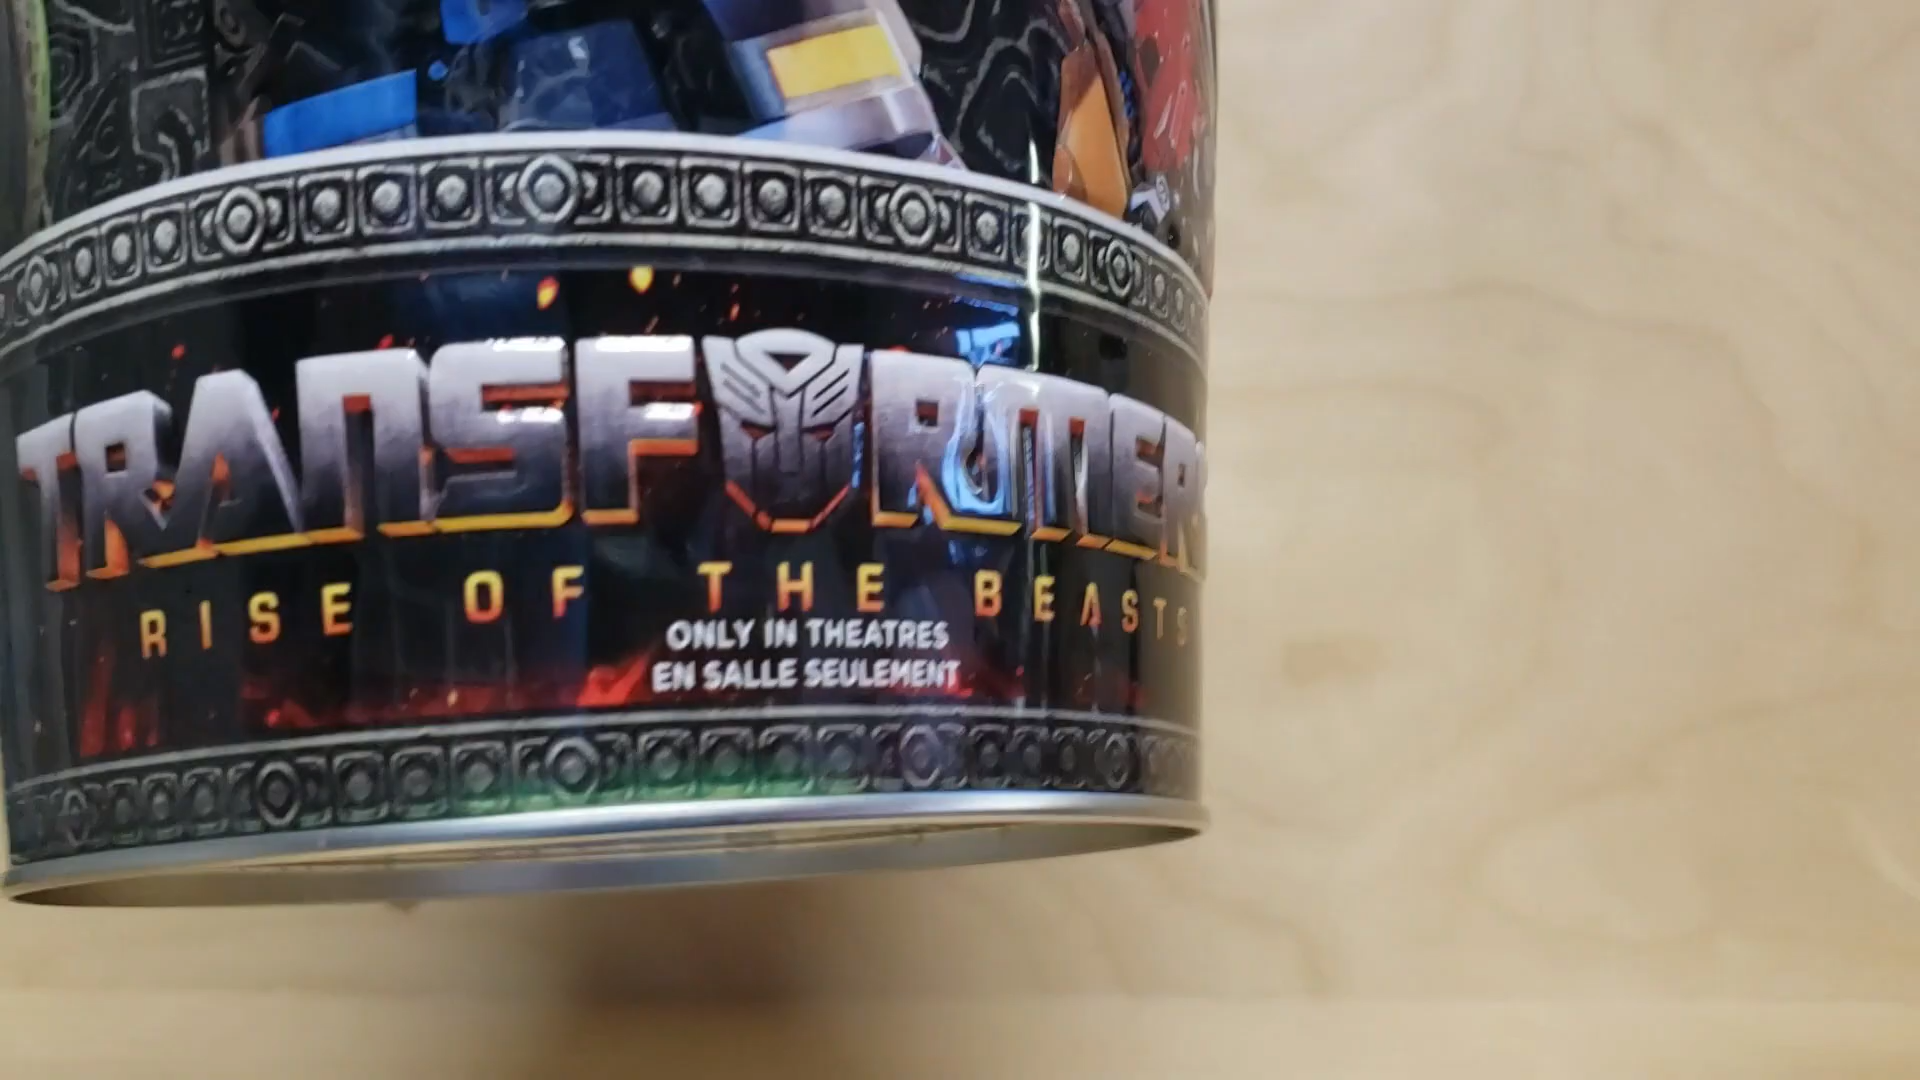 TRANSFORMERS
RISE OF THE BEASTS
ONLY IN THEATRES
EN SALLE SEULEMENT